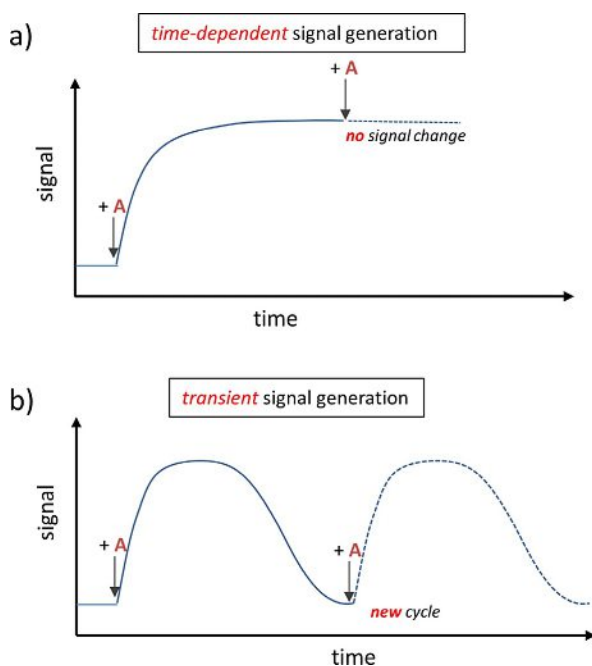 a)
time-dependent signal generation
+ A
no signal change
+ A
signal
time
b)
transient signal generation
signal
+ A
+ A
new cycle
time